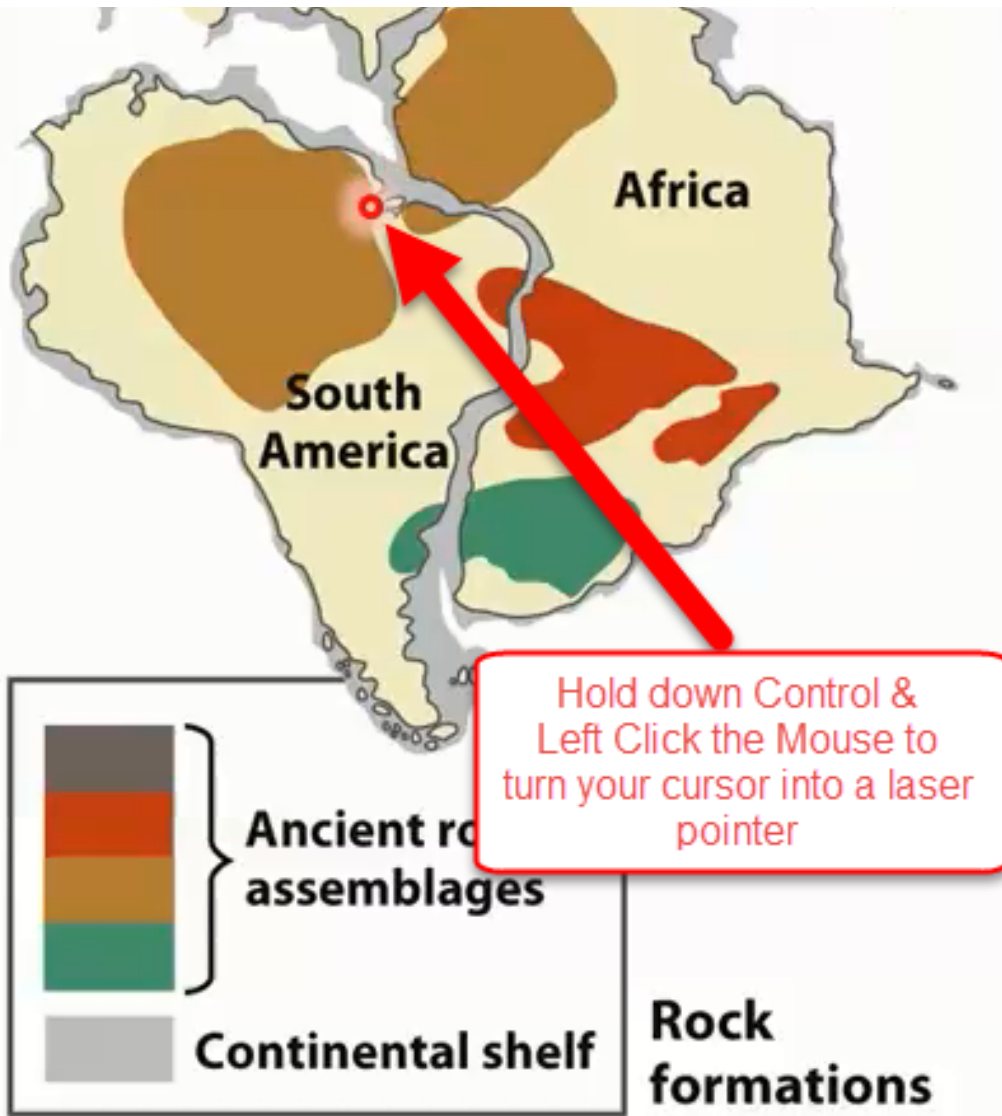 Africa
South
America
Hold down Control &
Left Click the Mouse to
turn your cursor into a laser
pointer
Ancient
assemblages
Continental shelf
Rock
formations